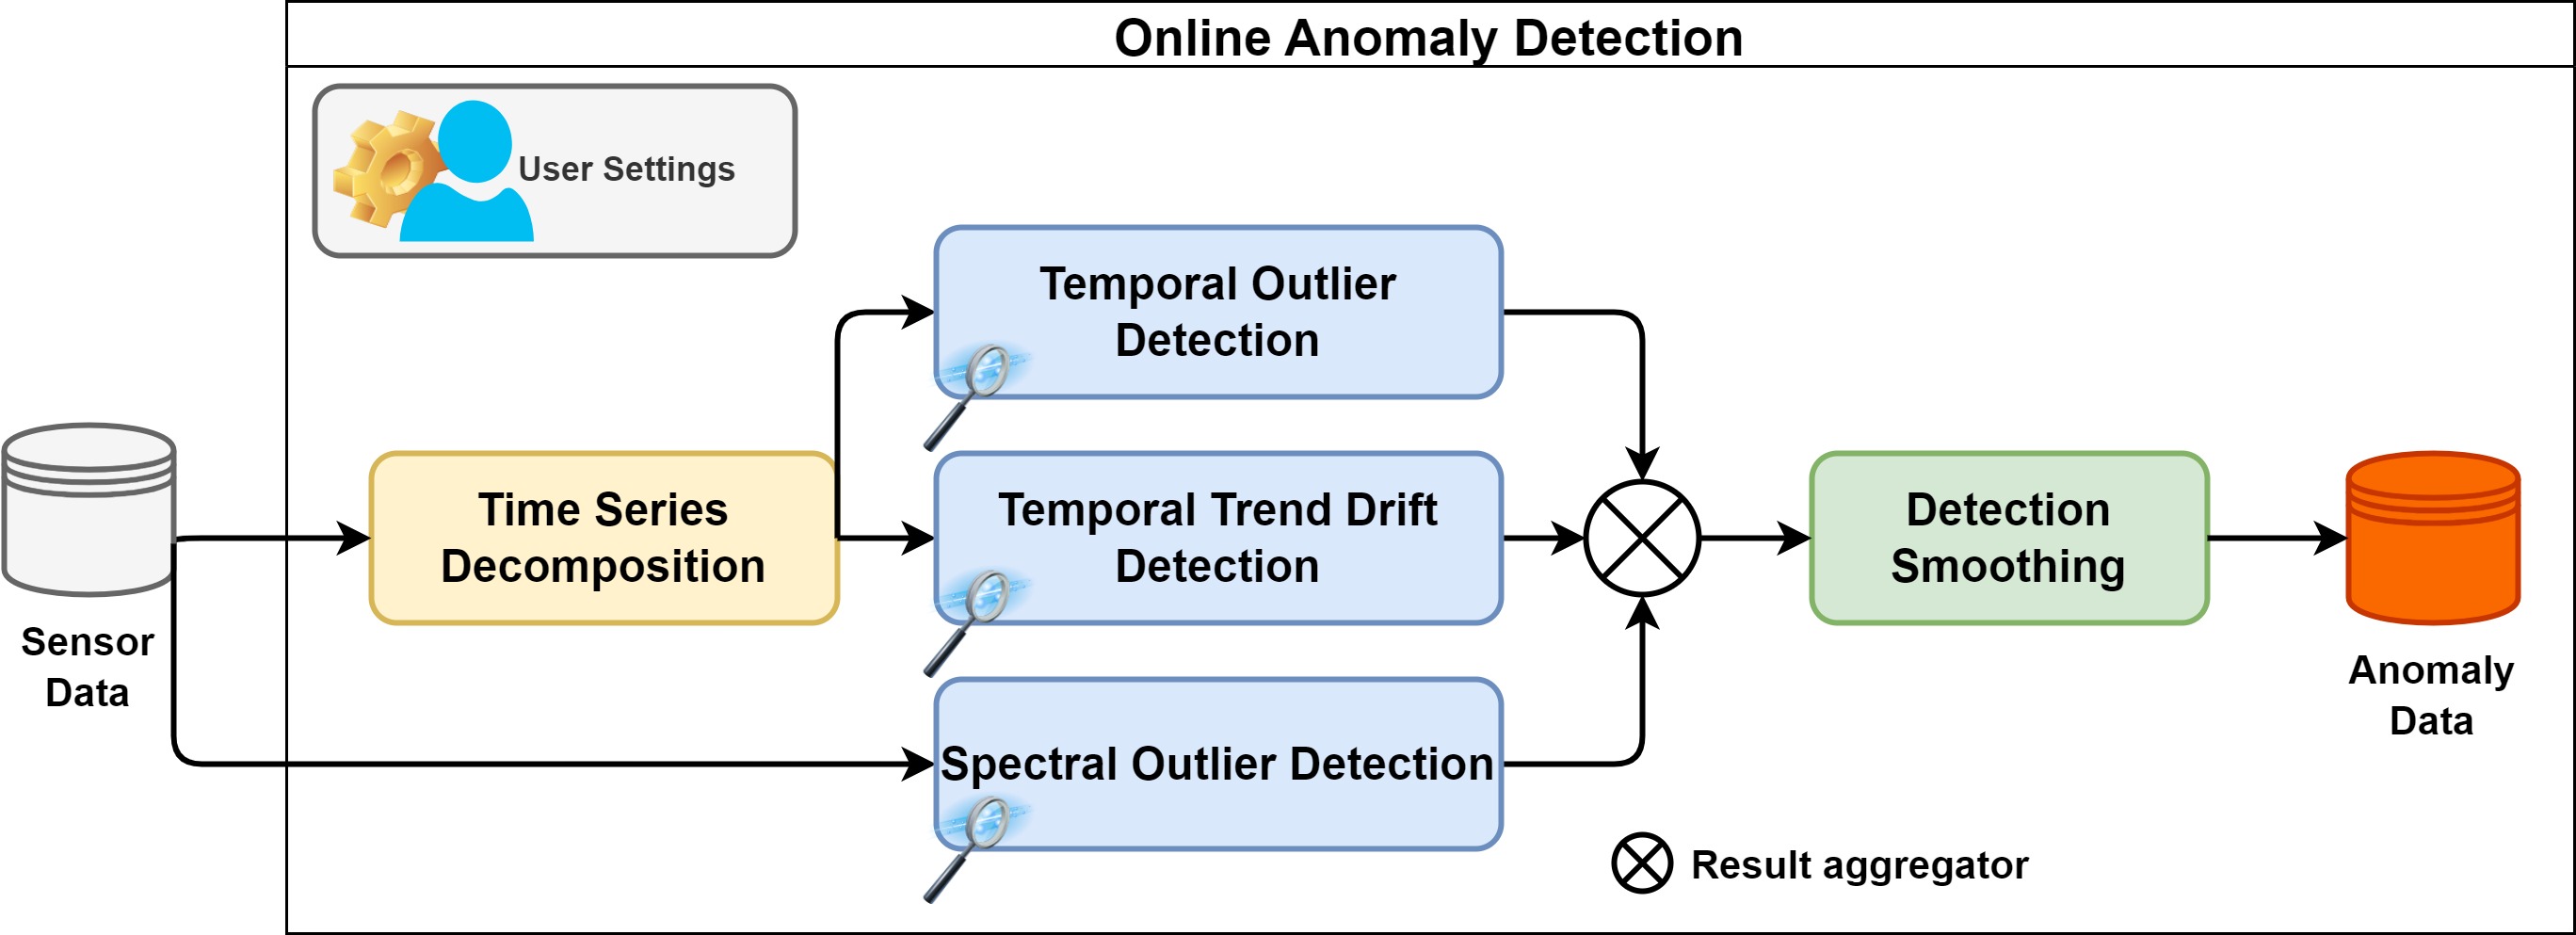 Online Anomaly Detection
User Settings
Temporal Outlier
Detection
Time Series
Decomposition
Temporal Trend Drift
Detection
Detection
Smoothing
Sensor
Data
Anomaly
Data
Spectral Outlier Detection
Result aggregator